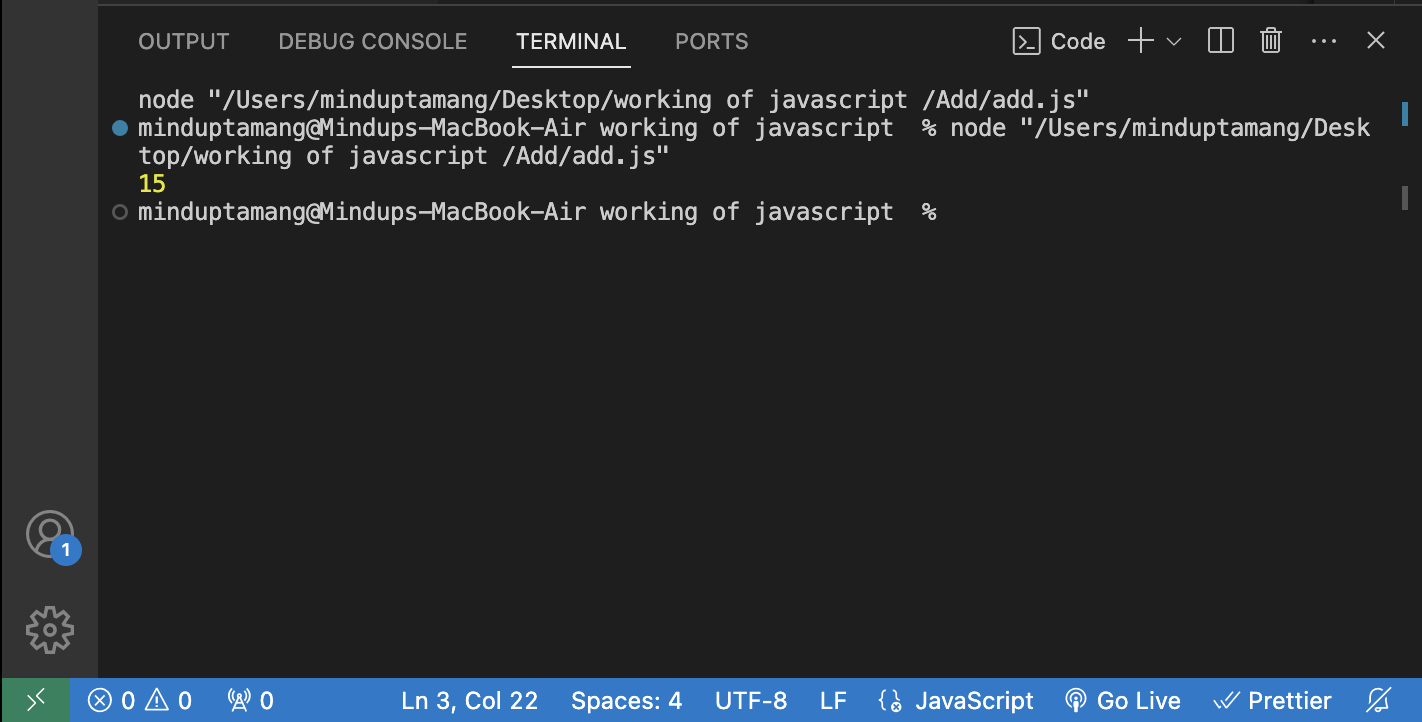 OUTPUT DEBUG CONSOLE TERMINAL PORTS Code
node "/Users/minduptamang/Desktop/working of javascript /Add/add.js"
minduptamang@Mindups-MacBook-Air working of javascript  % node "/Users/minduptamang/Desk
top/working of javascript /Add/add.js"
15
minduptamang@Mindups-MacBook-Air working of javascript  %
1
0 0 0 Ln 3, Col 22 Spaces: 4 UTF-8 LF JavaScript Go Live Prettier